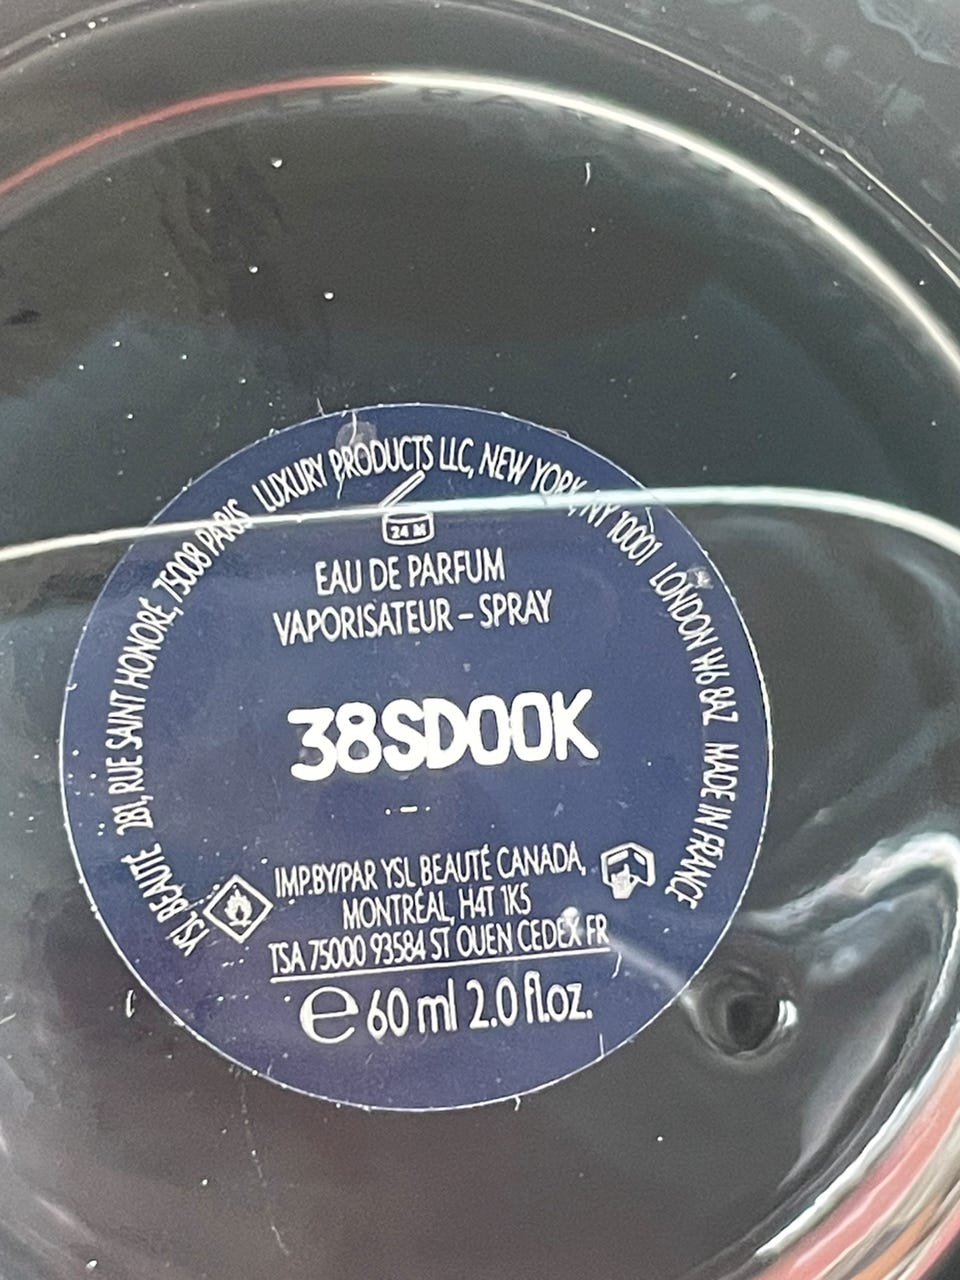 YSL BEAUTÉ 281, RUE SAINT HONORÉ, 75008 PARIS LUXURY PRODUCTS LLC, NEW YORK, NY 10001 LONDON W6 8AZ MADE IN FRANCE
24 M
EAU DE PARFUM
VAPORISATEUR – SPRAY
38SD00K
IMP.BY/PAR YSL BEAUTÉ CANADA,
MONTRÉAL, H4T 1K5
TSA 75000 93584 ST OUEN CEDEX FR
℮ 60 ml 2.0 fl.oz.